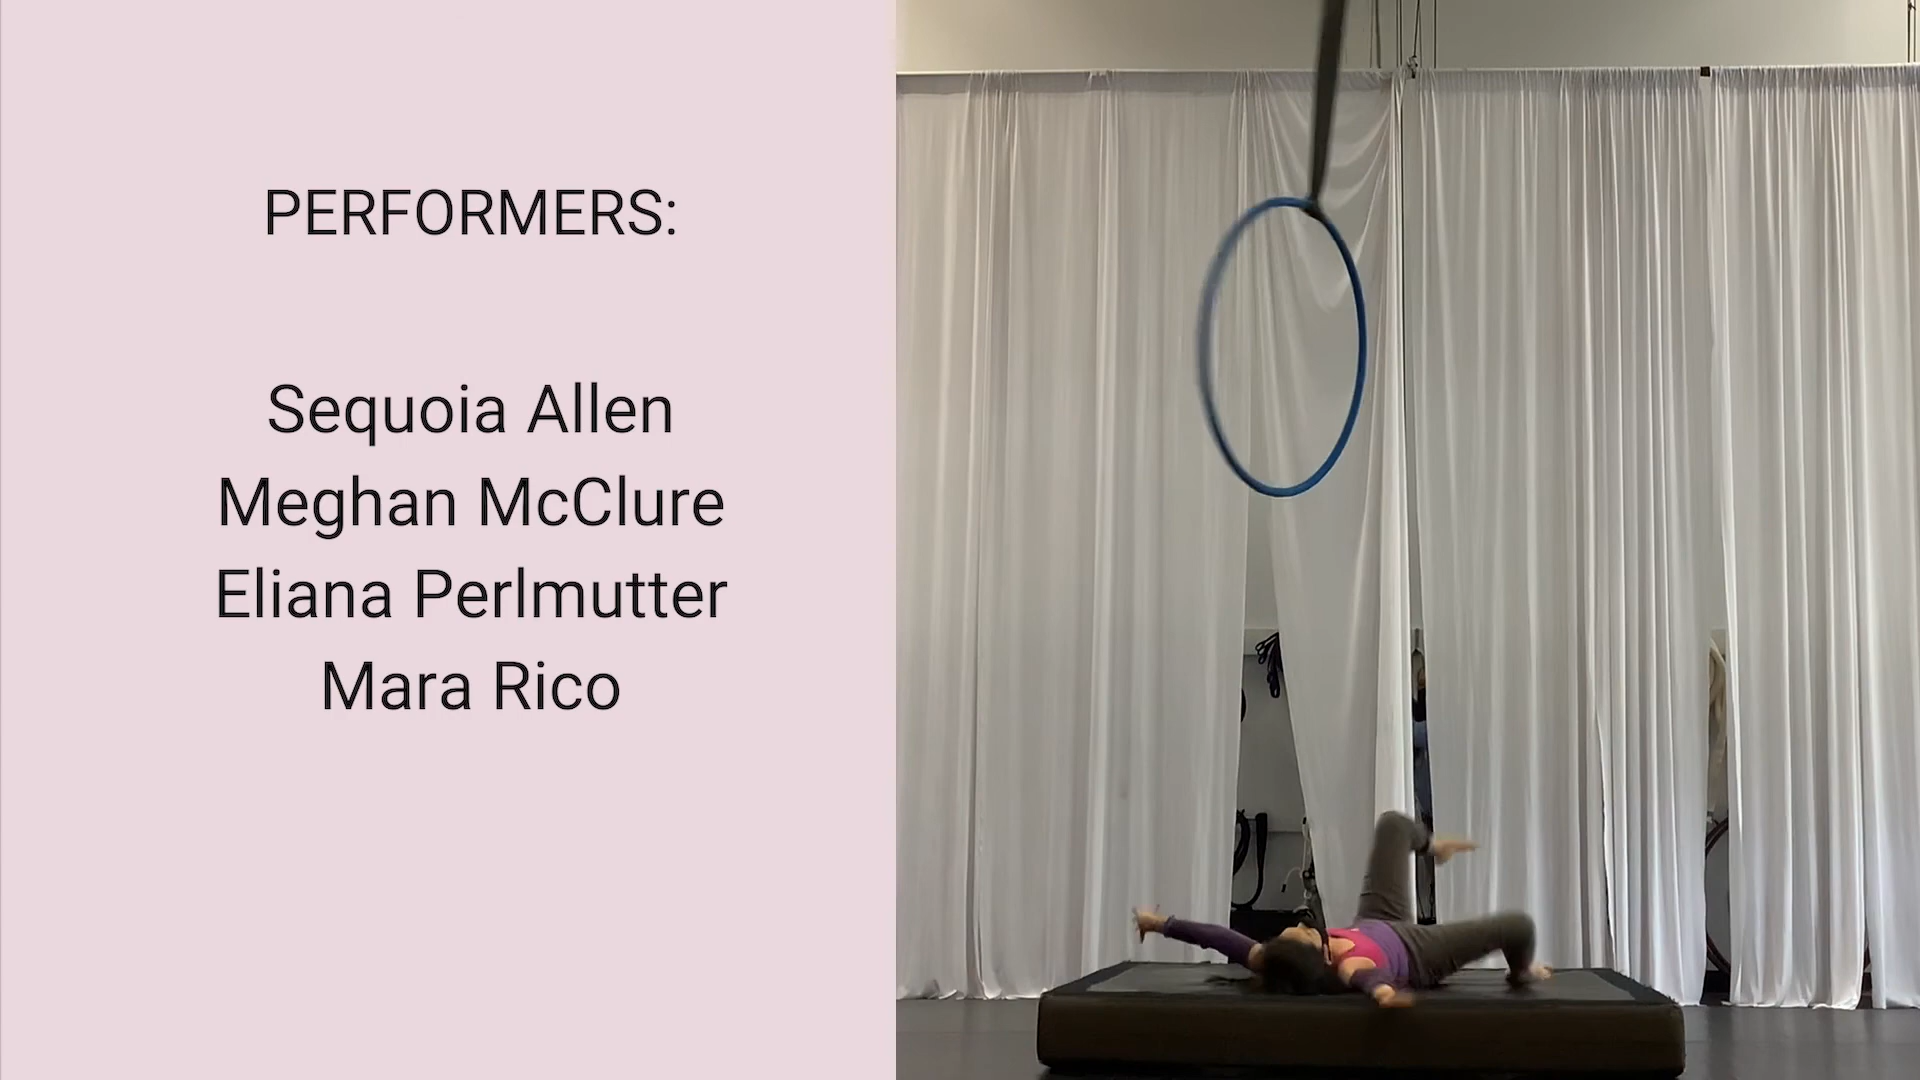 PERFORMERS:
Sequoia Allen
Meghan McClure
Eliana Perlmutter
Mara Rico